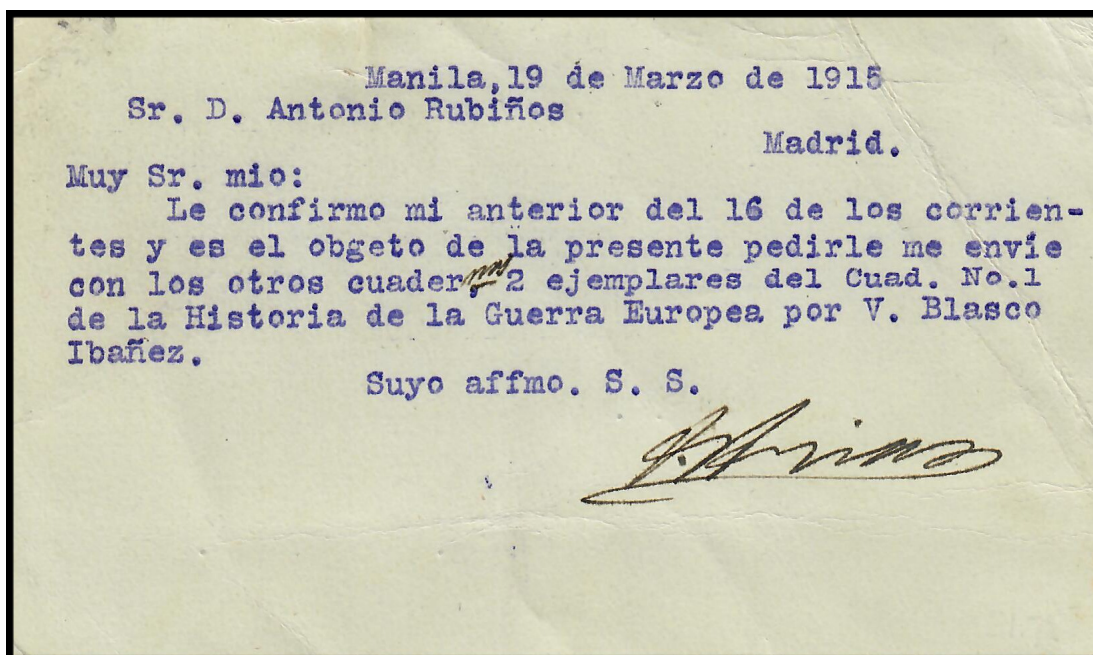 Manila,19 de Marzo de 1915
Sr. D. Antonio Rubiños
Madrid.
Muy Sr. mio:
Le confirmo mi anterior del 16 de los corrien-
tes y es el obgeto de la presente pedirle me envíe
con los otros cuadernos, 2 ejemplares del Cuad. No.1
de la Historia de la Guerra Europea por V. Blasco
Ibañez.
Suyo affmo. S. S.